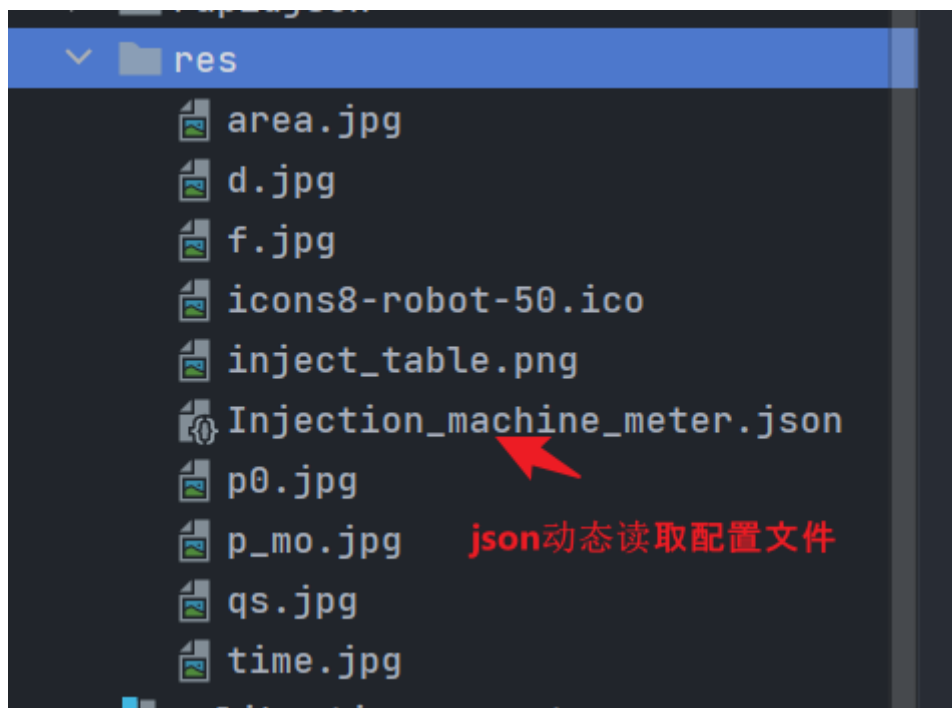 res
area.jpg
d.jpg
f.jpg
icons8-robot-50.ico
inject_table.png
Injection_machine_meter.json
p0.jpg
p_mo.jpg
json动态读取配置文件
qs.jpg
time.jpg